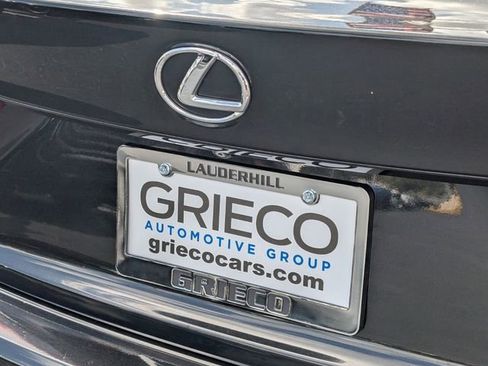 LAUDERHILL
GRIECO
AUTOMOTIVE GROUP
griecocars.com
GRIECO